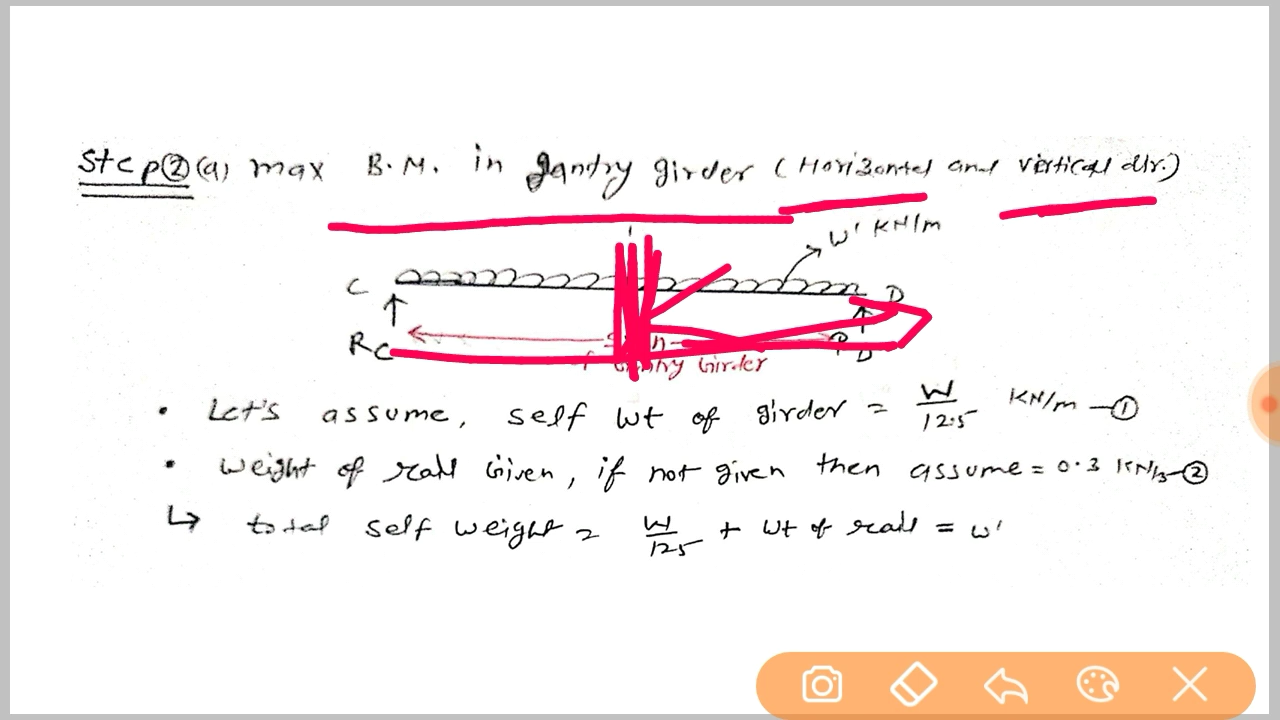 Step② (a) max B.M. in gantry girder (Horizontal and vertical dir.)
W' KN/m
C D
RC RD
Gantry Girder
• Let's assume, self wt of girder = W/12.5 KN/m -①
• weight of rail Given, if not given then assume = 0.3 -②
↳ total self weight = W/125 + wt of rail = w'